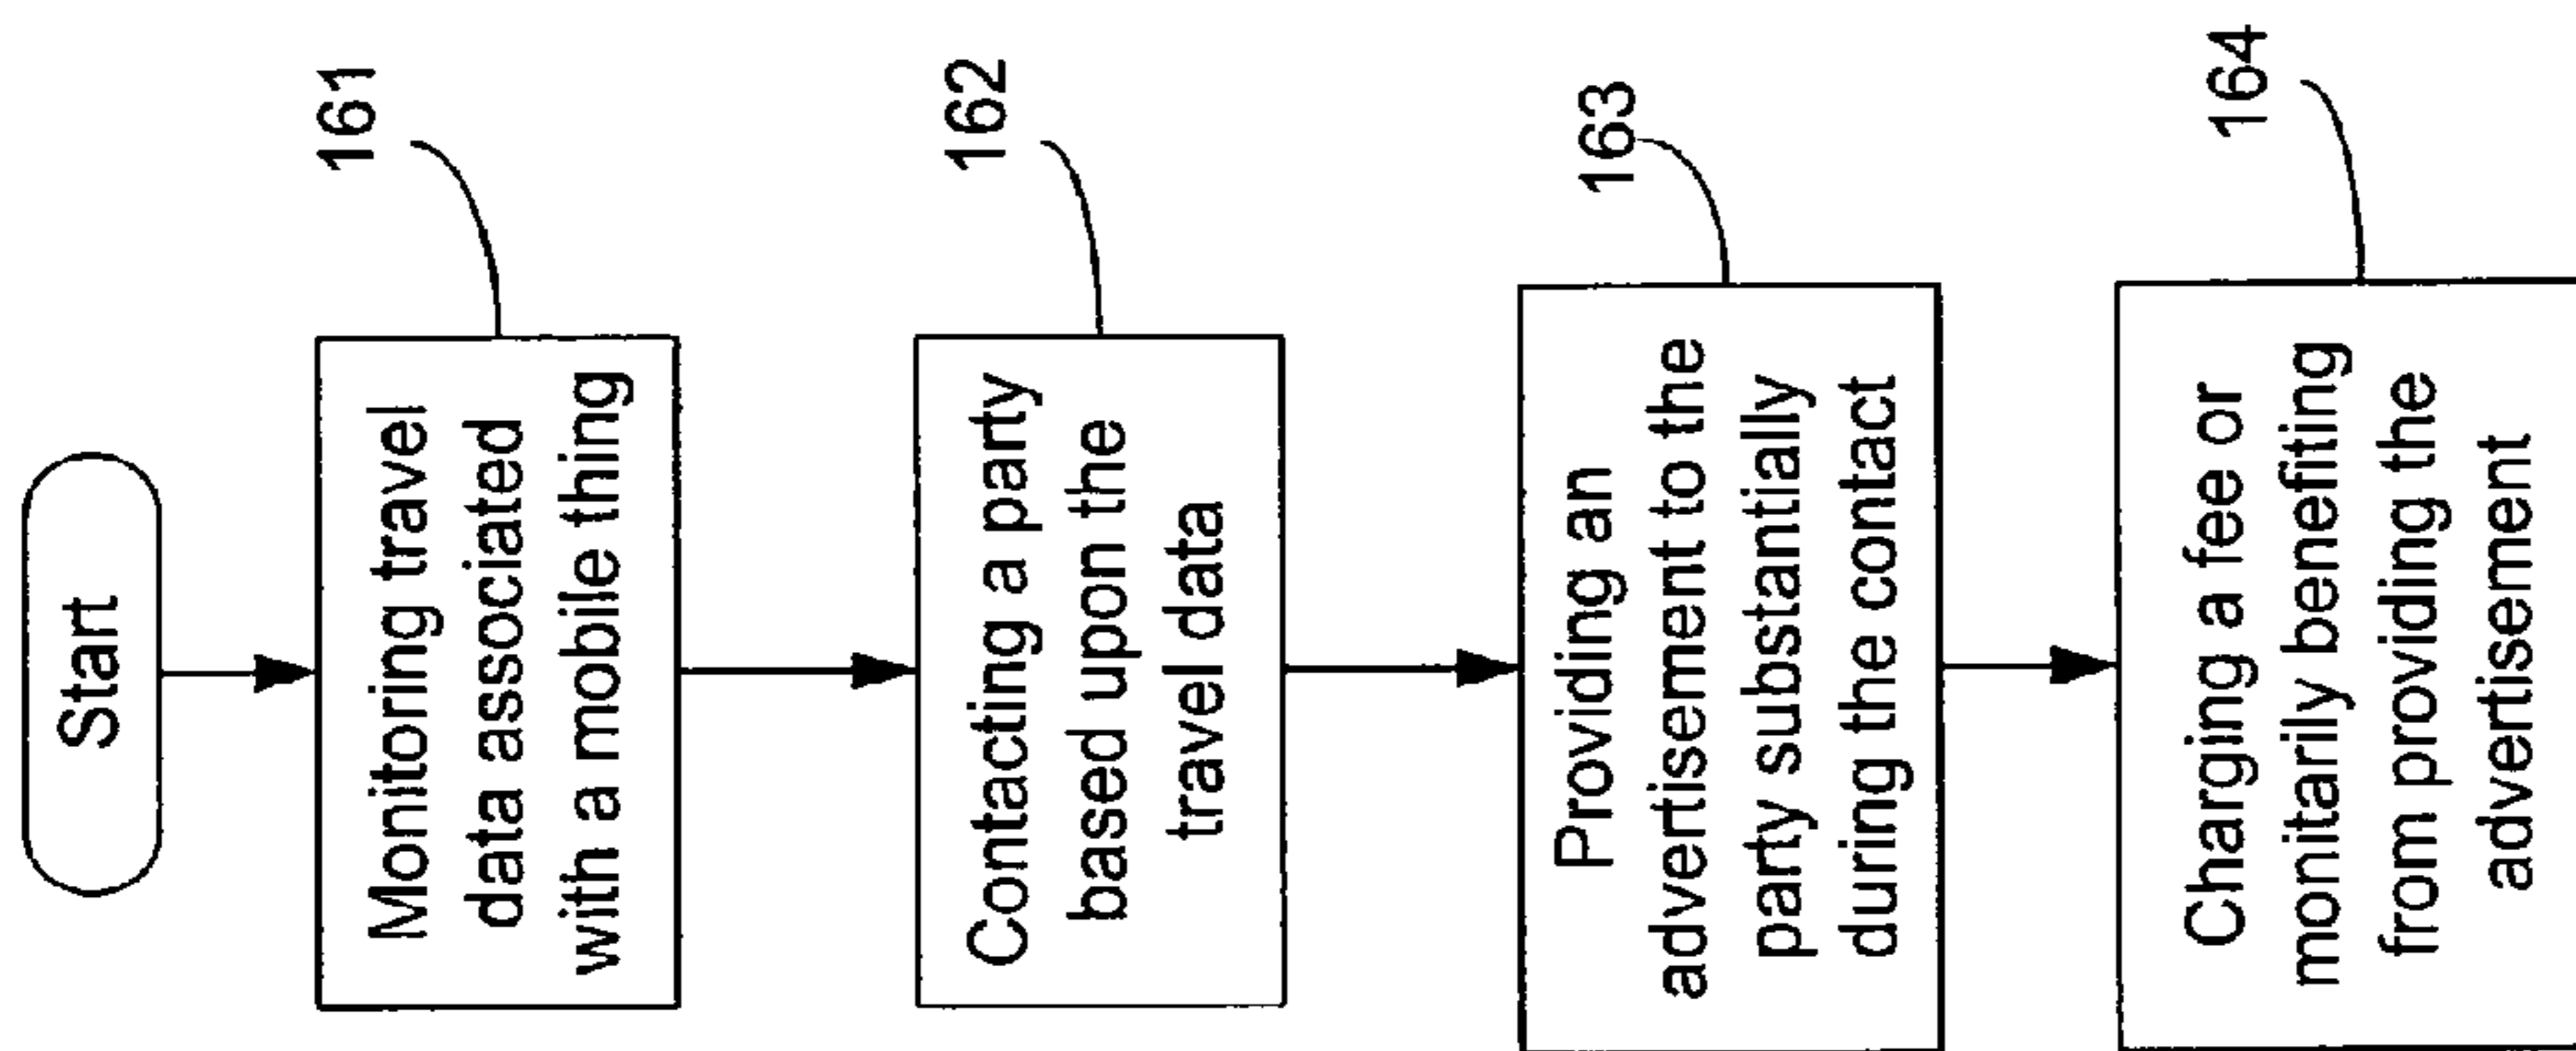 Start
161
Monitoring travel
data associated
with a mobile thing
162
Contacting a party
based upon the
travel data
163
Providing an
advertisement to the
party substantially
during the contact
164
Charging a fee or
monitarily benefiting
from providing the
advertisement